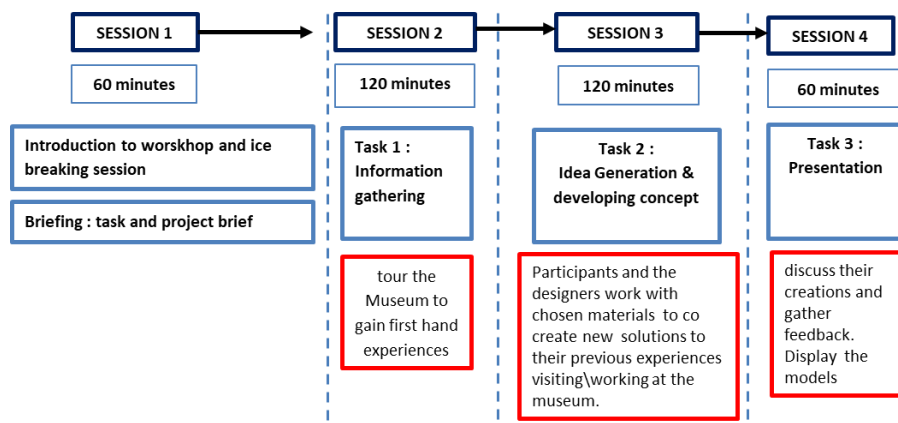 SESSION 1
60 minutes
Introduction to worskhop and ice
breaking session
Briefing : task and project brief
SESSION 2
120 minutes
Task 1 :
Information
gathering
tour the
Museum to
gain first hand
experiences
SESSION 3
120 minutes
Task 2 :
Idea Generation &
developing concept
Participants and the
designers work with
chosen materials to co
create new solutions to
their previous experiences
visiting\working at the
museum.
SESSION 4
60 minutes
Task 3 :
Presentation
discuss their
creations and
gather
feedback.
Display the
models